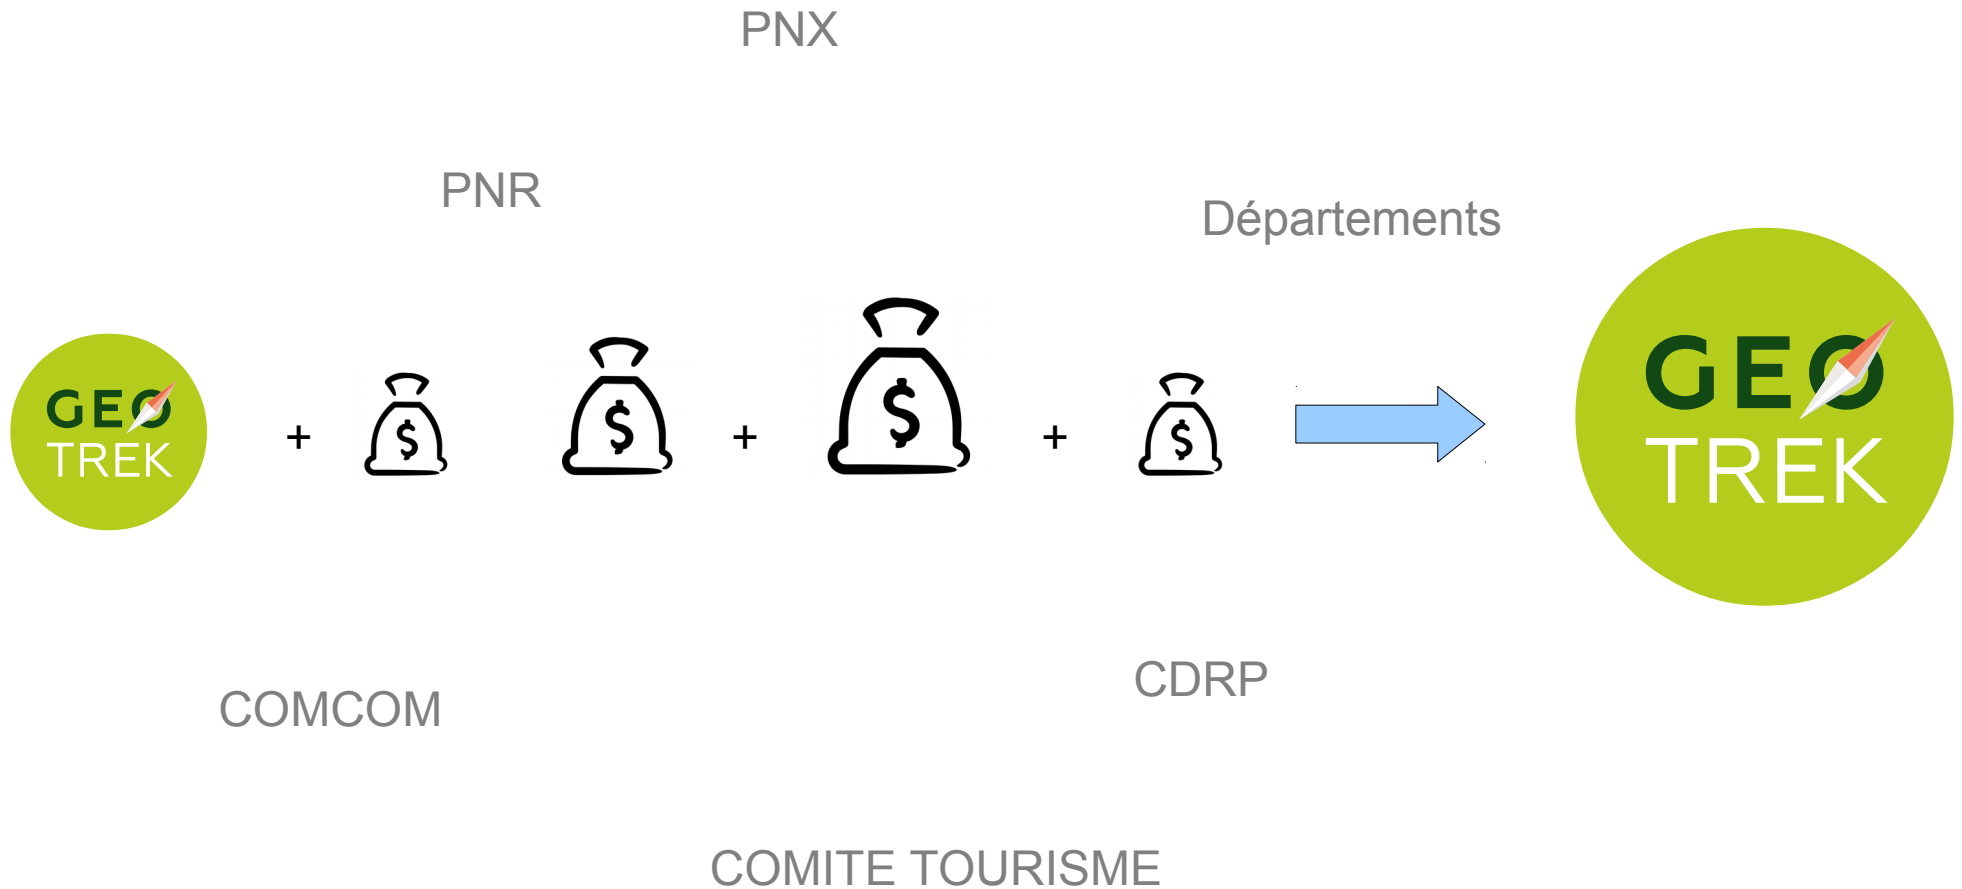 PNX
PNR
Départements
GEO
TREK
+
$
$
+
$
+
$
GEO
TREK
COMCOM
CDRP
COMITE TOURISME